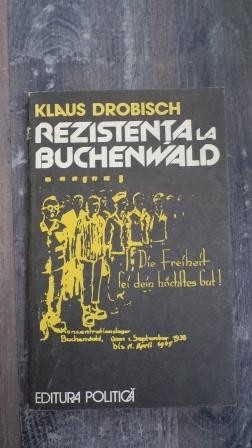 KLAUS DROBISCH
REZISTENȚA LA
BUCHENWALD
Die Freiheit
sei dein höchstes Gut!
Konzentrationslager
Buchenwald, vom 1. September 1938
bis 11. April 1945
EDITURA POLITICĂ